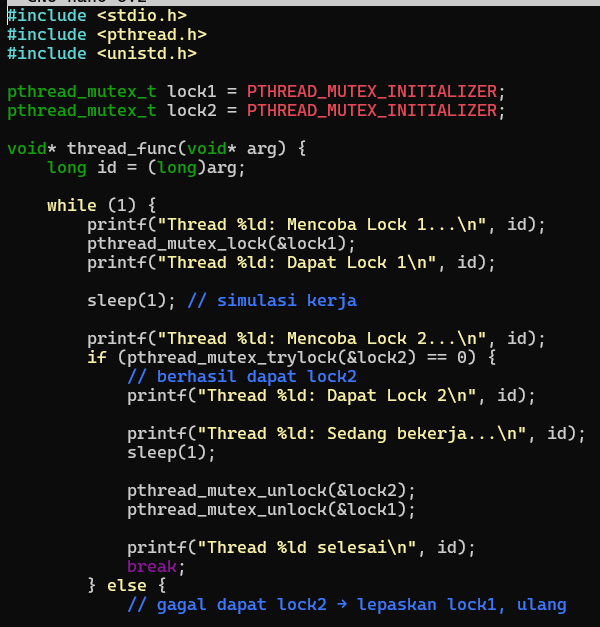 #include <stdio.h>
#include <pthread.h>
#include <unistd.h>
pthread_mutex_t lock1 = PTHREAD_MUTEX_INITIALIZER;
pthread_mutex_t lock2 = PTHREAD_MUTEX_INITIALIZER;
void* thread_func(void* arg) {
    long id = (long)arg;
    while (1) {
        printf("Thread %ld: Mencoba Lock 1...\n", id);
        pthread_mutex_lock(&lock1);
        printf("Thread %ld: Dapat Lock 1\n", id);
        sleep(1); // simulasi kerja
        printf("Thread %ld: Mencoba Lock 2...\n", id);
        if (pthread_mutex_trylock(&lock2) == 0) {
            // berhasil dapat lock2
            printf("Thread %ld: Dapat Lock 2\n", id);
            printf("Thread %ld: Sedang bekerja...\n", id);
            sleep(1);
            pthread_mutex_unlock(&lock2);
            pthread_mutex_unlock(&lock1);
            printf("Thread %ld selesai\n", id);
            break;
        } else {
            // gagal dapat lock2 → lepaskan lock1, ulang